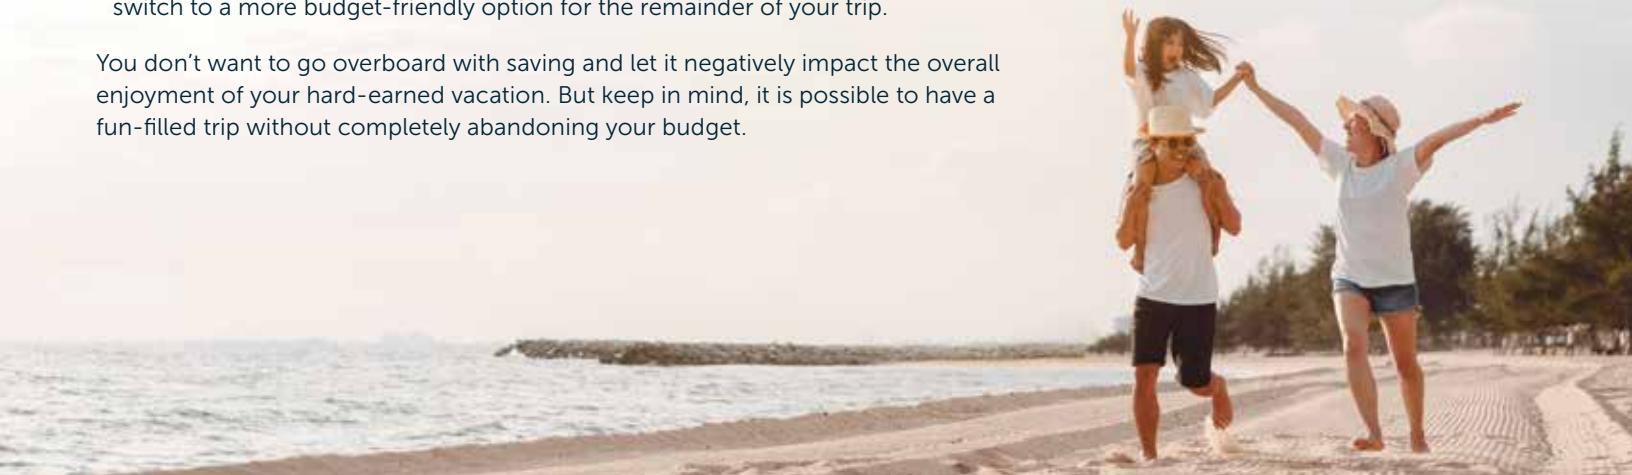 switch to a more budget-friendly option for the remainder of your trip.
You don’t want to go overboard with saving and let it negatively impact the overall
enjoyment of your hard-earned vacation. But keep in mind, it is possible to have a
fun-filled trip without completely abandoning your budget.